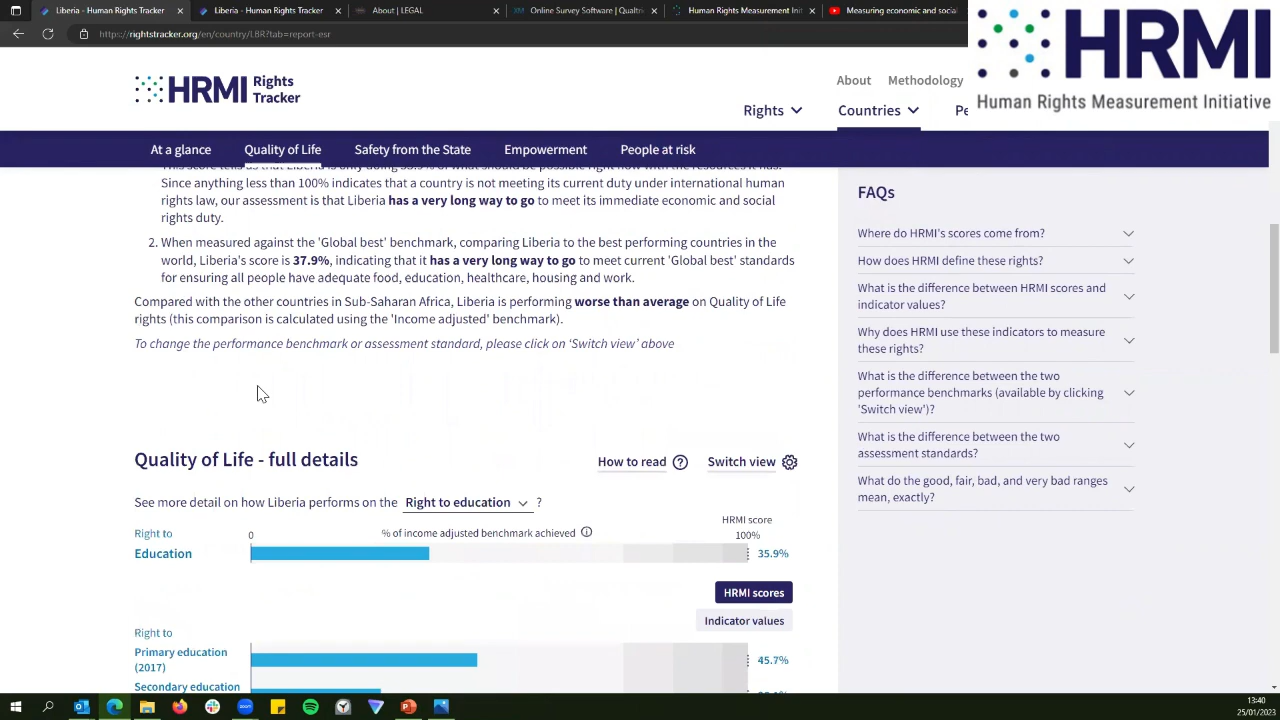 Liberia - Human Rights Tracker
Liberia - Human Rights Tracker
About | LEGAL
Online Survey Software | Qualtri
Human Rights Measurement Init
Measuring economic and social
https://rightstracker.org/en/country/LBR?tab=report-esr
HRMI
Human Rights Measurement Initiative
HRMI Rights
Tracker
About
Methodology
Rights
Countries
Pe
At a glance
Quality of Life
Safety from the State
Empowerment
People at risk
Since anything less than 100% indicates that a country is not meeting its current duty under international human
rights law, our assessment is that Liberia has a very long way to go to meet its immediate economic and social
rights duty.
2. When measured against the 'Global best' benchmark, comparing Liberia to the best performing countries in the
world, Liberia's score is 37.9%, indicating that it has a very long way to go to meet current 'Global best' standards
for ensuring all people have adequate food, education, healthcare, housing and work.
Compared with the other countries in Sub-Saharan Africa, Liberia is performing worse than average on Quality of Life
rights (this comparison is calculated using the 'Income adjusted' benchmark).
To change the performance benchmark or assessment standard, please click on 'Switch view' above
Quality of Life - full details
How to read ?
Switch view
See more detail on how Liberia performs on the Right to education ?
Right to
0
% of income adjusted benchmark achieved
HRMI score
100%
Education
35.9%
HRMI scores
Indicator values
Right to
Primary education
(2017)
45.7%
Secondary education
FAQs
Where do HRMI's scores come from?
How does HRMI define these rights?
What is the difference between HRMI scores and
indicator values?
Why does HRMI use these indicators to measure
these rights?
What is the difference between the two
performance benchmarks (available by clicking
'Switch view')?
What is the difference between the two
assessment standards?
What do the good, fair, bad, and very bad ranges
mean, exactly?
13:40
25/01/2023